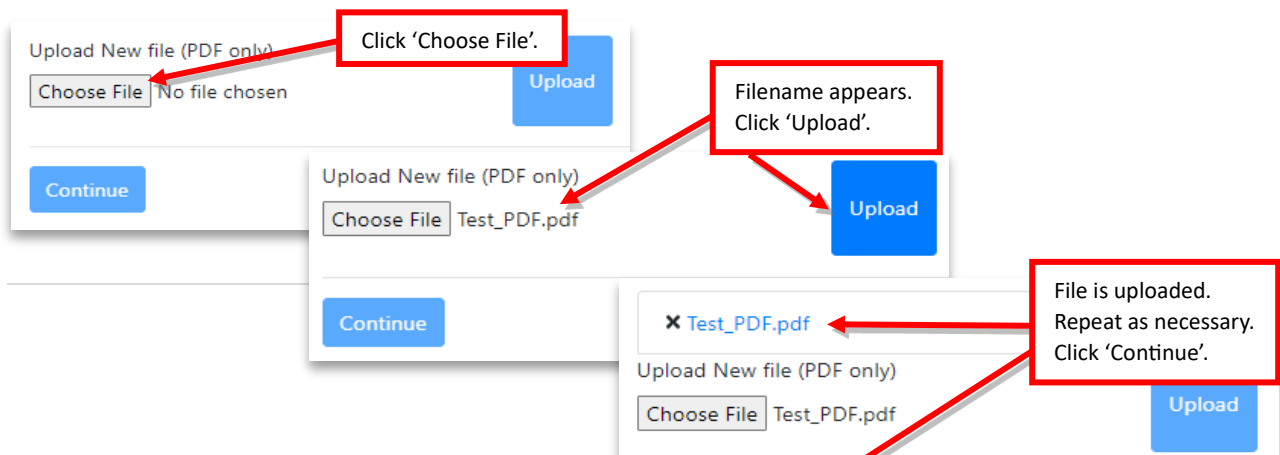 Click ‘Choose File’.
Upload New file (PDF only)
Choose File No file chosen
Upload
Continue
Filename appears.
Click ‘Upload’.
Upload New file (PDF only)
Choose File Test_PDF.pdf
Upload
Continue
File is uploaded.
Repeat as necessary.
Click ‘Continue’.
✕ Test_PDF.pdf
Upload New file (PDF only)
Choose File Test_PDF.pdf
Upload